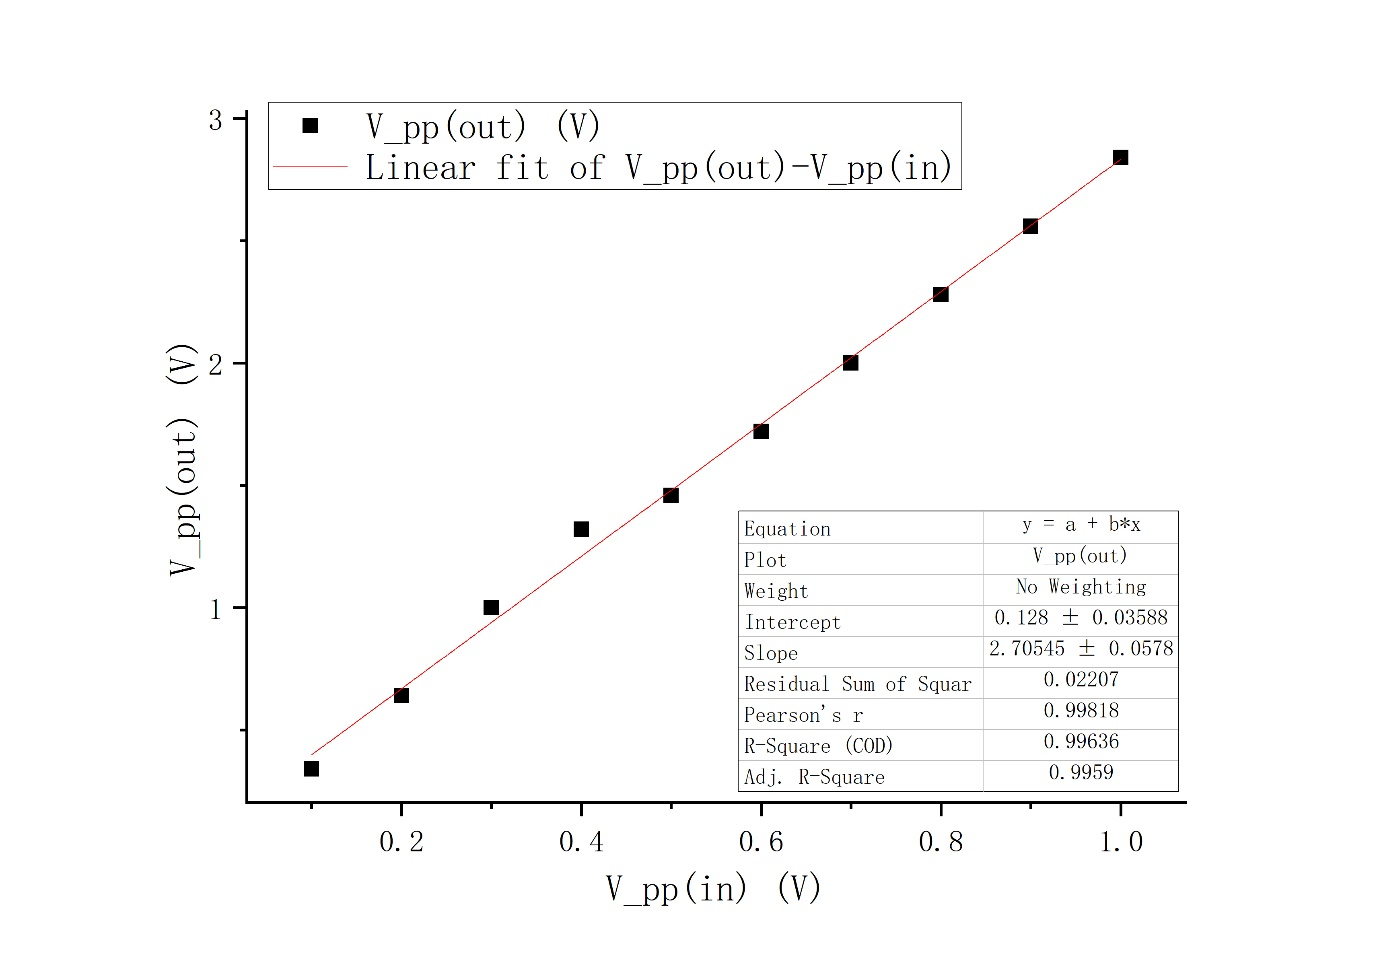 V_pp(out) (V)
Linear fit of V_pp(out)-V_pp(in)
3
2
1
V_pp(out) (V)
Equation y = a + b*x
Plot V_pp(out)
Weight No Weighting
Intercept 0.128 ± 0.03588
Slope 2.70545 ± 0.0578
Residual Sum of Squar 0.02207
Pearson's r 0.99818
R-Square (COD) 0.99636
Adj. R-Square 0.9959
0.2 0.4 0.6 0.8 1.0
V_pp(in) (V)